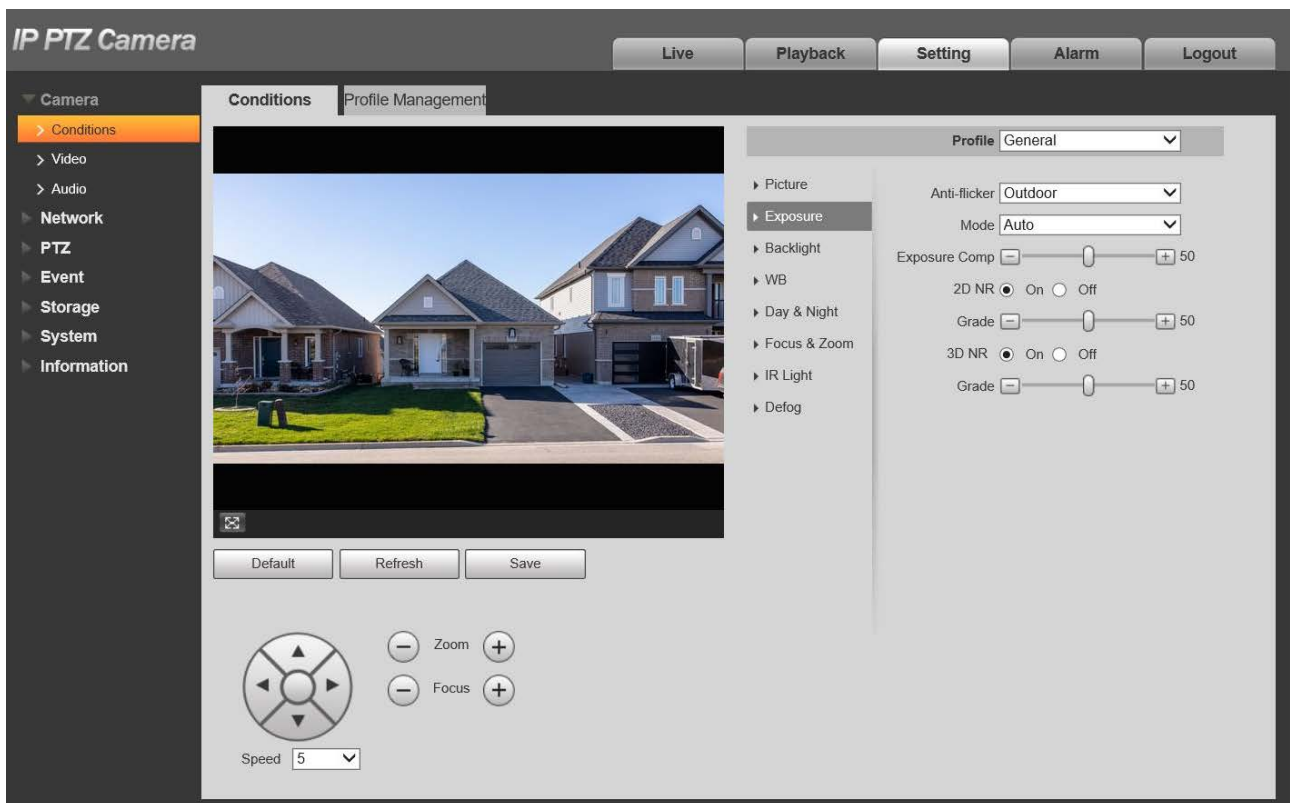 IP PTZ Camera
Live
Playback
Setting
Alarm
Logout
Camera
Conditions
Video
Audio
Network
PTZ
Event
Storage
System
Information
Conditions
Profile Management
Profile General
Picture
Exposure
Backlight
WB
Day & Night
Focus & Zoom
IR Light
Defog
Anti-flicker Outdoor
Mode Auto
Exposure Comp 50
2D NR On Off
Grade 50
3D NR On Off
Grade 50
Default
Refresh
Save
Zoom
Focus
Speed 5